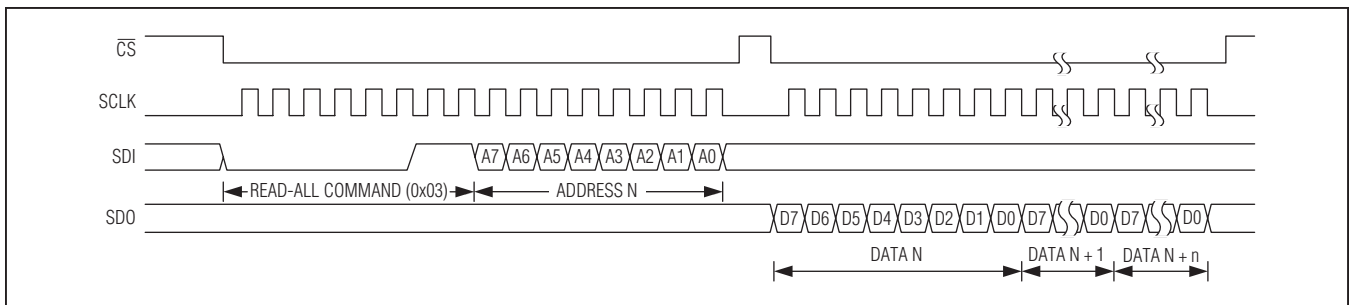 CS
SCLK
SDI A7 A6 A5 A4 A3 A2 A1 A0
READ-ALL COMMAND (0x03) ADDRESS N
SDO D7 D6 D5 D4 D3 D2 D1 D0 D7 D0 D7 D0
DATA N DATA N + 1 DATA N + n